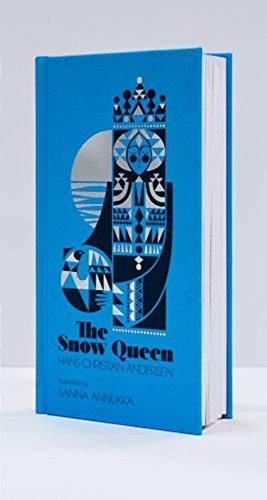 The
Snow Queen
HANS CHRISTIAN ANDERSEN
illustrated by
SANNA ANNUKKA